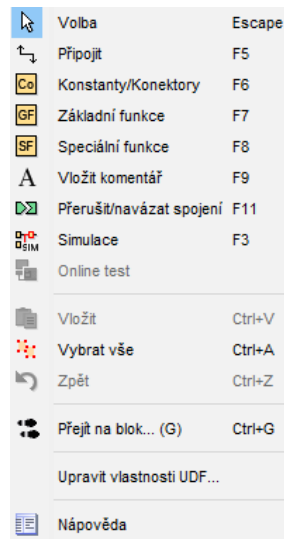 Volba Escape
Připojit F5
Co Konstanty/Konektory F6
GF Základní funkce F7
SF Speciální funkce F8
A Vložit komentář F9
Přerušit/navázat spojení F11
SIM Simulace F3
Online test
Vložit Ctrl+V
Vybrat vše Ctrl+A
Zpět Ctrl+Z
Přejít na blok... (G) Ctrl+G
Upravit vlastnosti UDF...
Nápověda